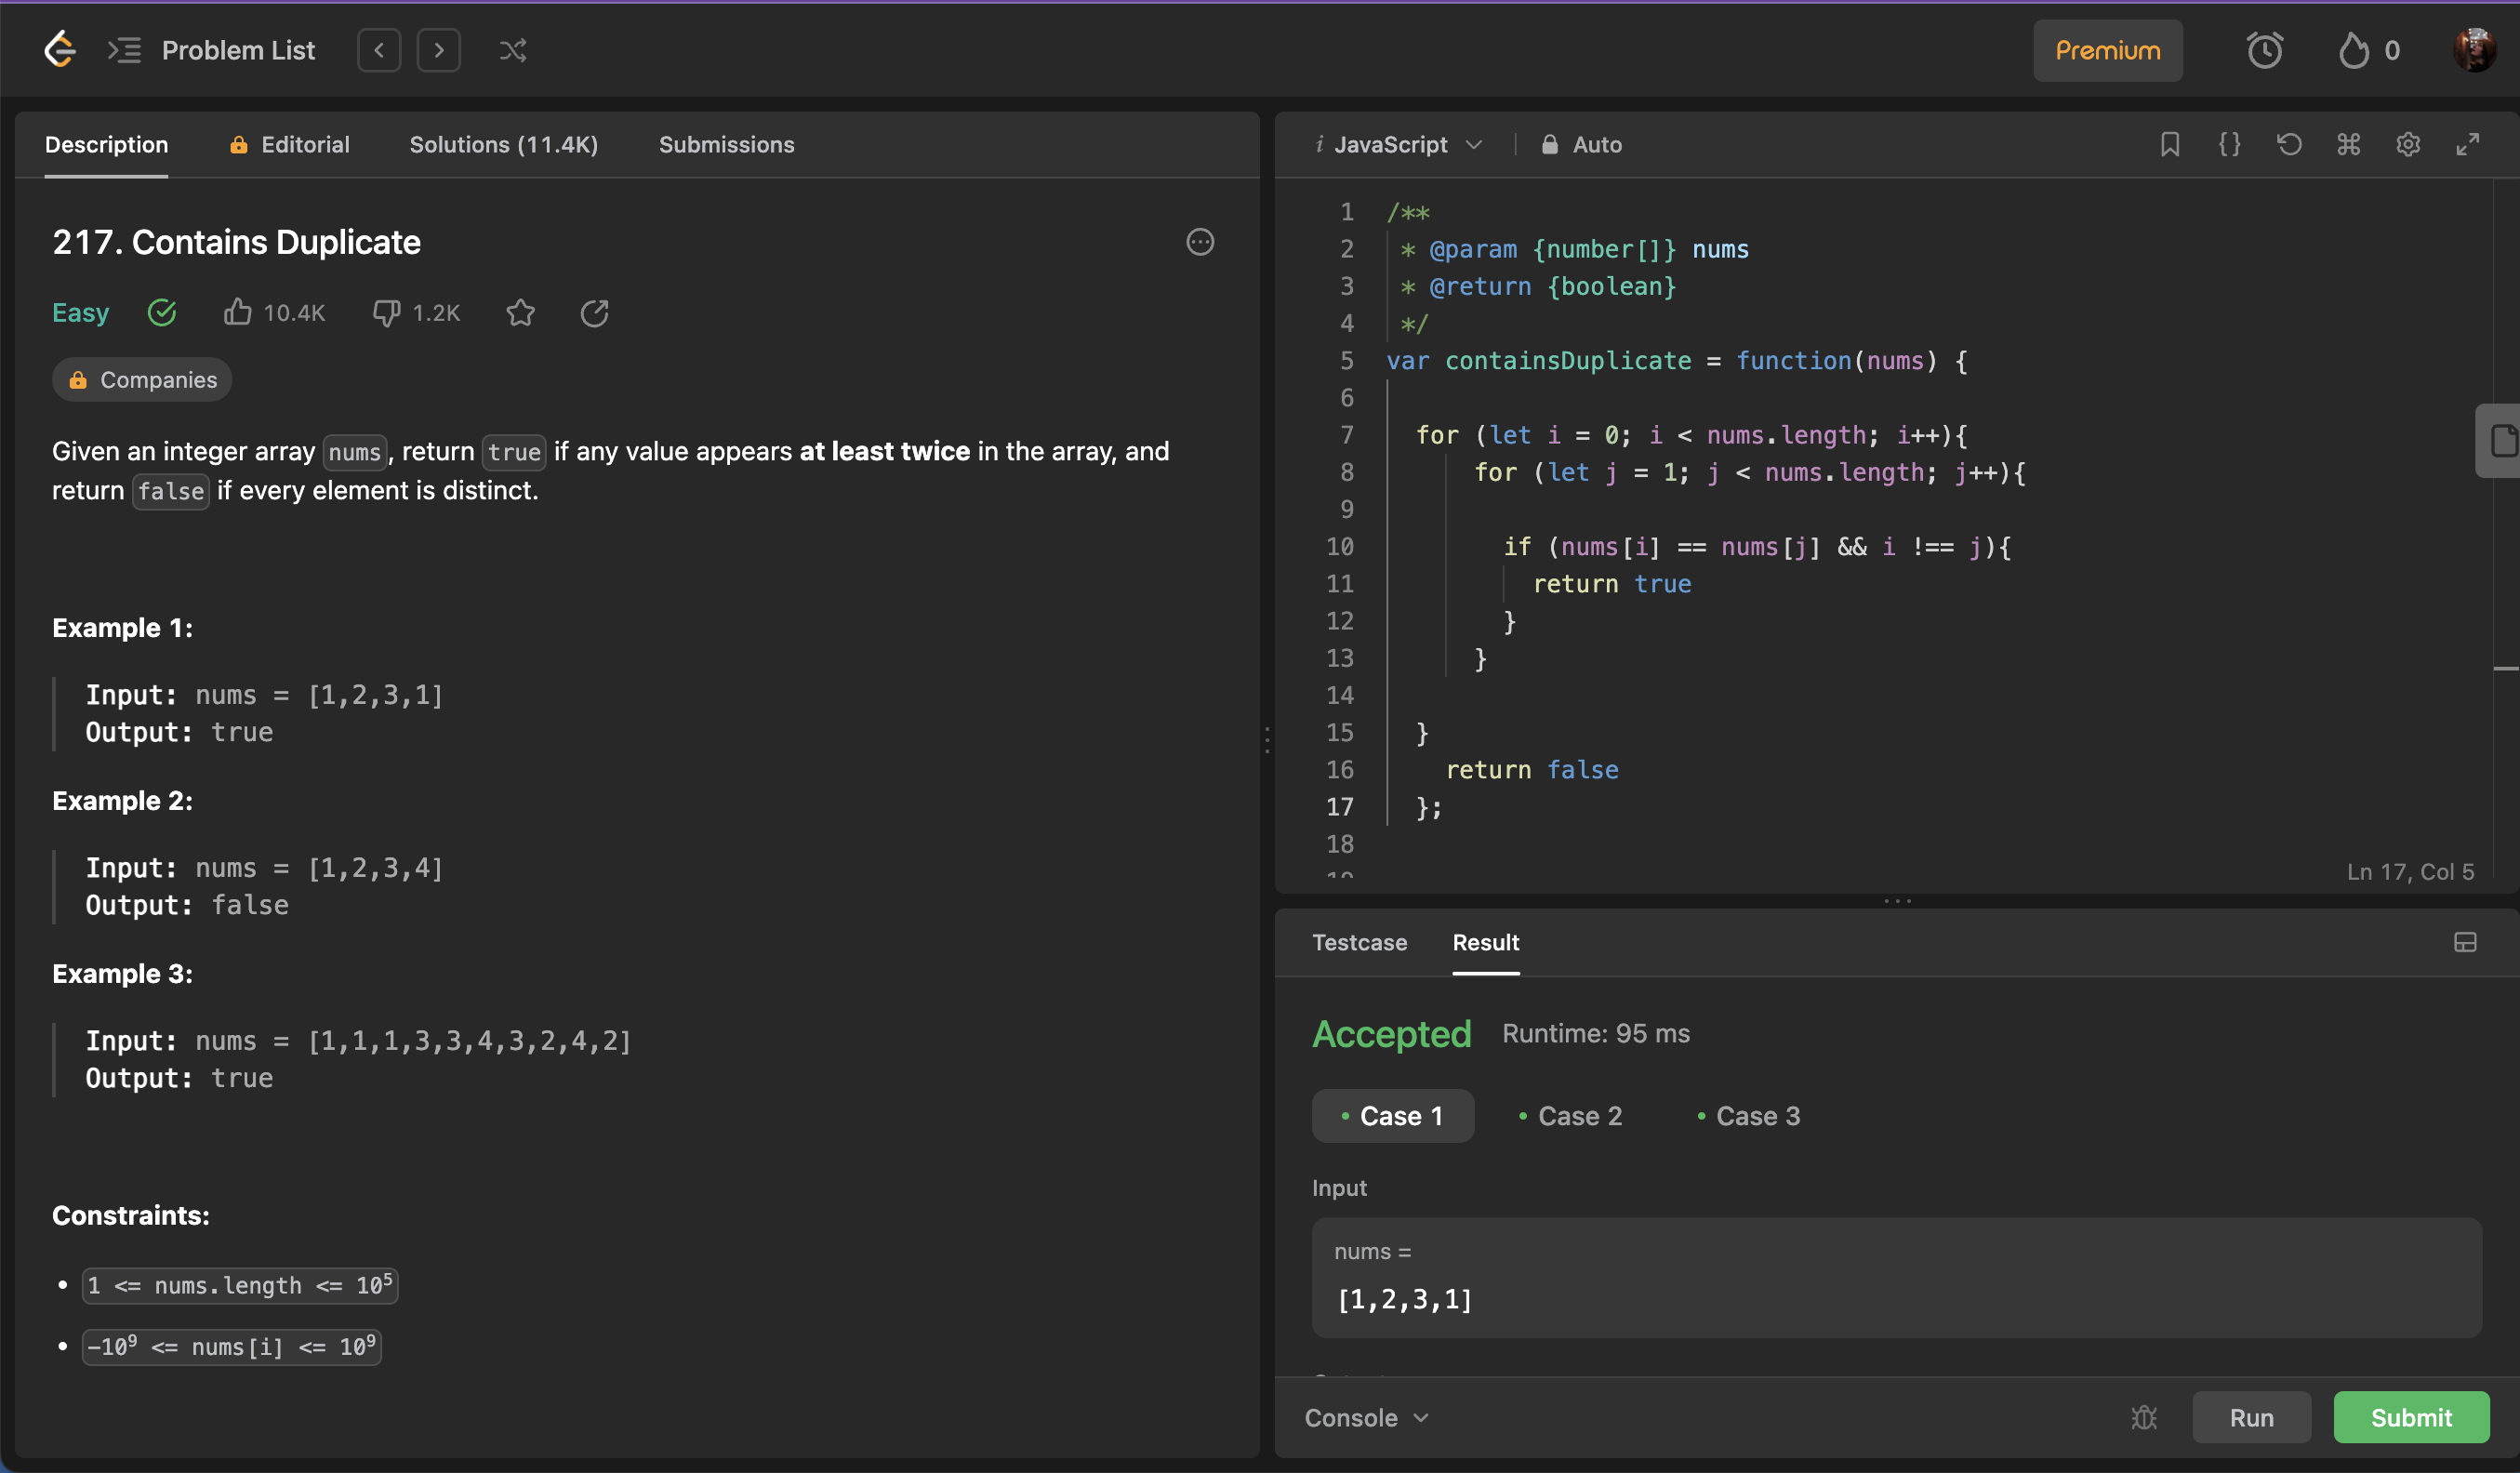 Problem List
Premium
0
Description
Editorial
Solutions (11.4K)
Submissions
217. Contains Duplicate
Easy
10.4K
1.2K
Companies
Given an integer array nums, return true if any value appears at least twice in the array, and
return false if every element is distinct.
Example 1:
Input: nums = [1,2,3,1]
Output: true
Example 2:
Input: nums = [1,2,3,4]
Output: false
Example 3:
Input: nums = [1,1,1,3,3,4,3,2,4,2]
Output: true
Constraints:
• 1 <= nums.length <= 10⁵
• -10⁹ <= nums[i] <= 10⁹
i JavaScript
Auto
1 /**
2 * @param {number[]} nums
3 * @return {boolean}
4 */
5 var containsDuplicate = function(nums) {
6
7 for (let i = 0; i < nums.length; i++){
8 for (let j = 1; j < nums.length; j++){
9
10 if (nums[i] == nums[j] && i !== j){
11 return true
12 }
13 }
14
15 }
16 return false
17 };
18
Ln 17, Col 5
Testcase
Result
Accepted Runtime: 95 ms
• Case 1 • Case 2 • Case 3
Input
nums =
[1,2,3,1]
Console
Run
Submit